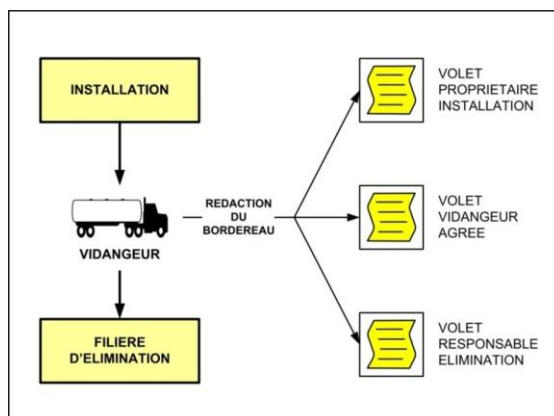 INSTALLATION
VIDANGEUR
FILIERE
D'ELIMINATION
REDACTION
DU
BORDEREAU
VOLET
PROPRIETAIRE
INSTALLATION
VOLET
VIDANGEUR
AGREE
VOLET
RESPONSABLE
ELIMINATION